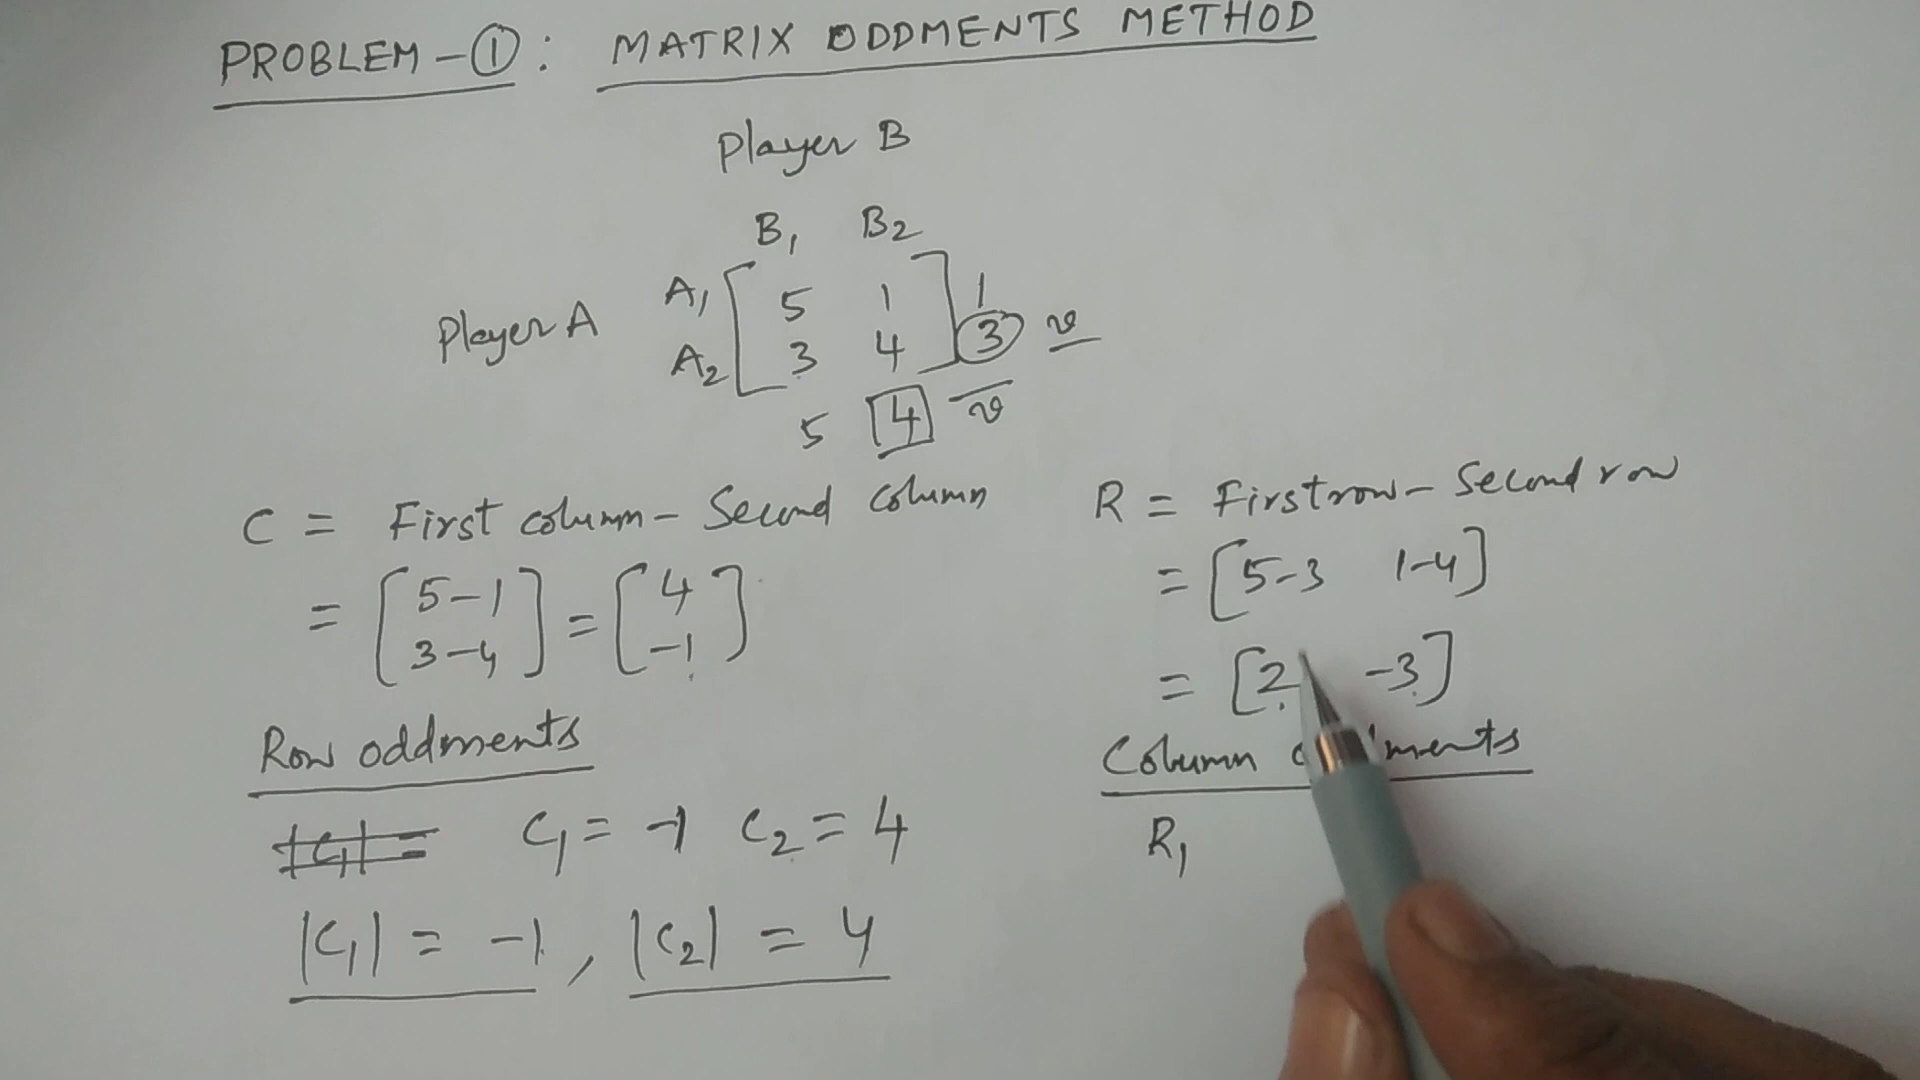 PROBLEM - ① : MATRIX ODDMENTS METHOD
Player B
B₁ B₂
Player A A₁ [ 5 1 ] 1
A₂ [ 3 4 ] 3 v
5 4 v̅
C = First column - Second column
= [ 5-1 3-4 ] = [ 4 -1 ]
Row oddments
|C₁| = C₁ = -1 C₂ = 4
|C₁| = -1 , |C₂| = 4
R = First row - Second row
= [ 5-3 1-4 ]
= [ 2 -3 ]
Column
R₁